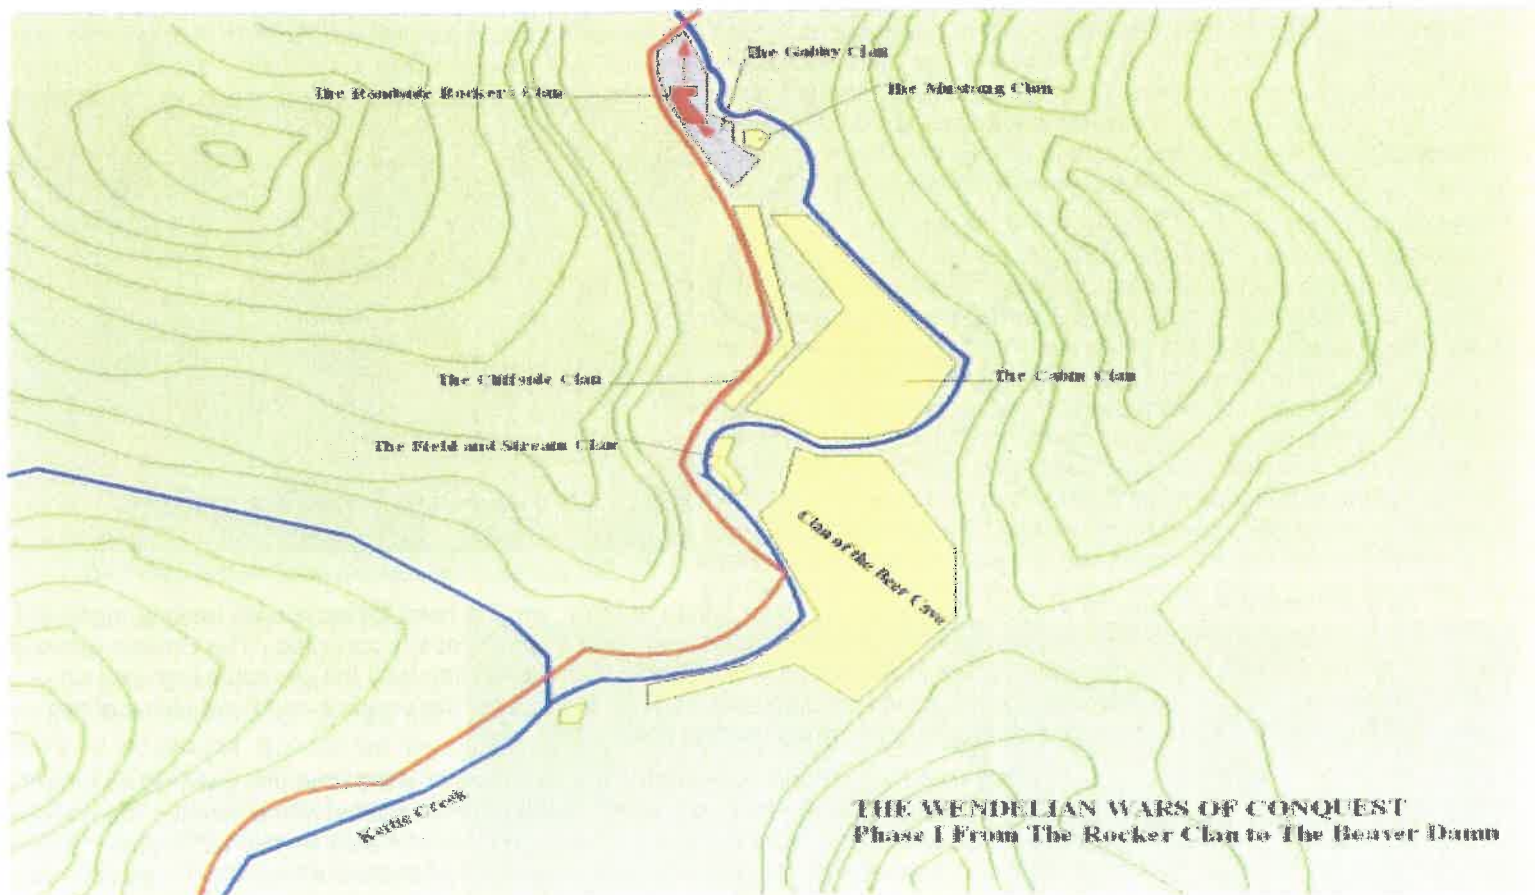 The Gabby Clan
The Mustang Clan
The Roadside Rockers Clan
The Cliffside Clan
The Cabin Clan
The Field and Stream Clan
Clan of the Beer Cave
Creek
THE WENDELIAN WARS OF CONQUEST
Phase I From The Rocker Clan to The Beaver Damn